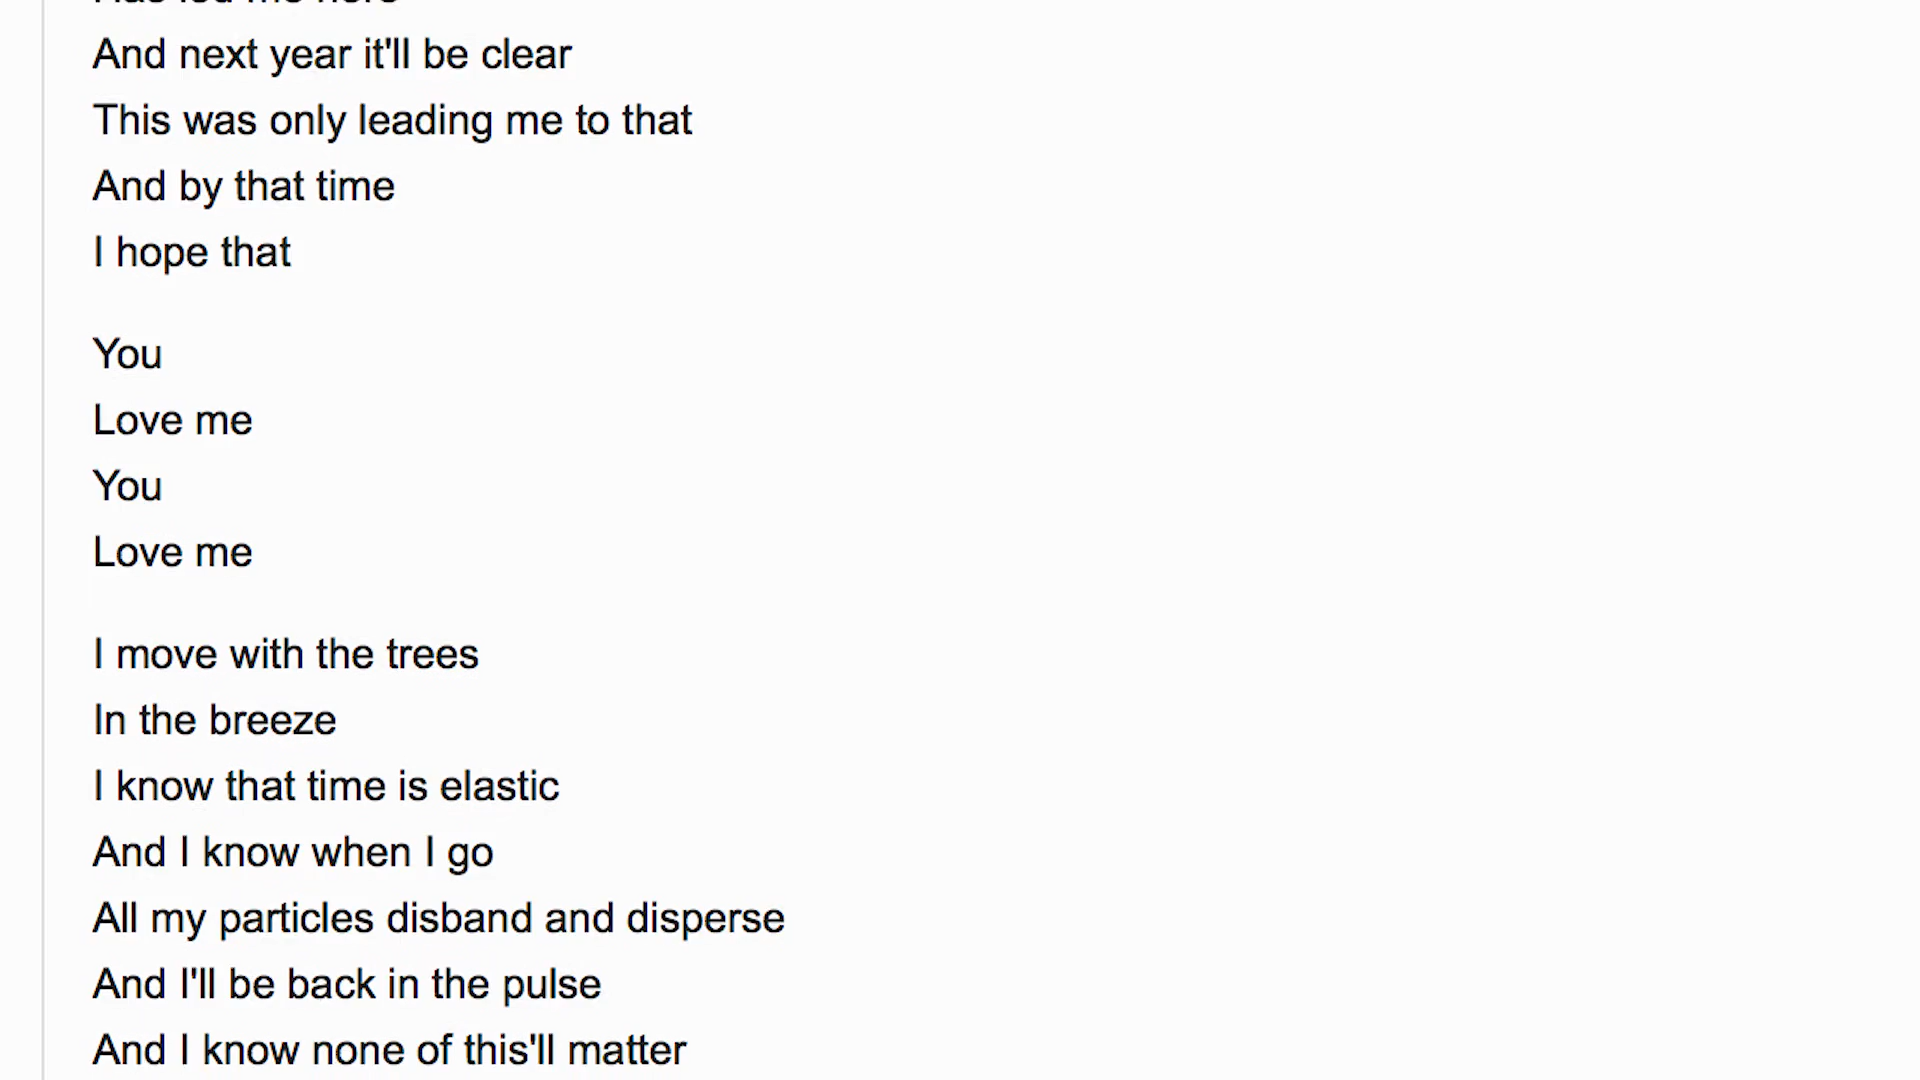 And next year it'll be clear
This was only leading me to that
And by that time
I hope that
You
Love me
You
Love me
I move with the trees
In the breeze
I know that time is elastic
And I know when I go
All my particles disband and disperse
And I'll be back in the pulse
And I know none of this'll matter